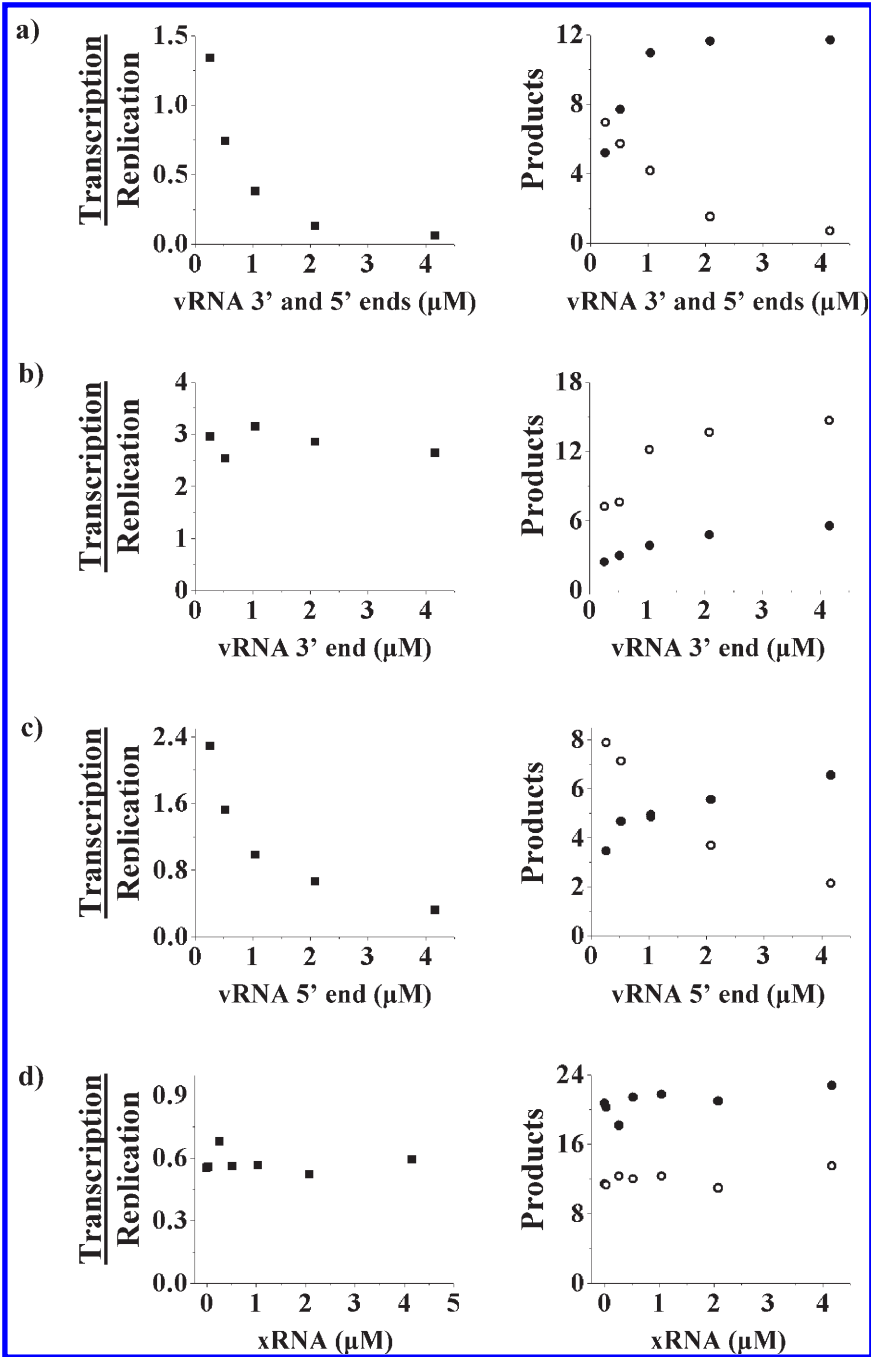 a)
Transcription
Replication
1.5
1.0
0.5
0.0
0 1 2 3 4
vRNA 3’ and 5’ ends (μM)
Products
12
8
4
0
0 1 2 3 4
vRNA 3’ and 5’ ends (μM)
b)
Transcription
Replication
4
3
2
1
0
0 1 2 3 4
vRNA 3’ end (μM)
Products
18
12
6
0
0 1 2 3 4
vRNA 3’ end (μM)
c)
Transcription
Replication
2.4
1.6
0.8
0.0
0 1 2 3 4
vRNA 5’ end (μM)
Products
8
6
4
2
0
0 1 2 3 4
vRNA 5’ end (μM)
d)
Transcription
Replication
0.9
0.6
0.3
0.0
0 1 2 3 4 5
xRNA (μM)
Products
24
16
8
0
0 1 2 3 4
xRNA (μM)